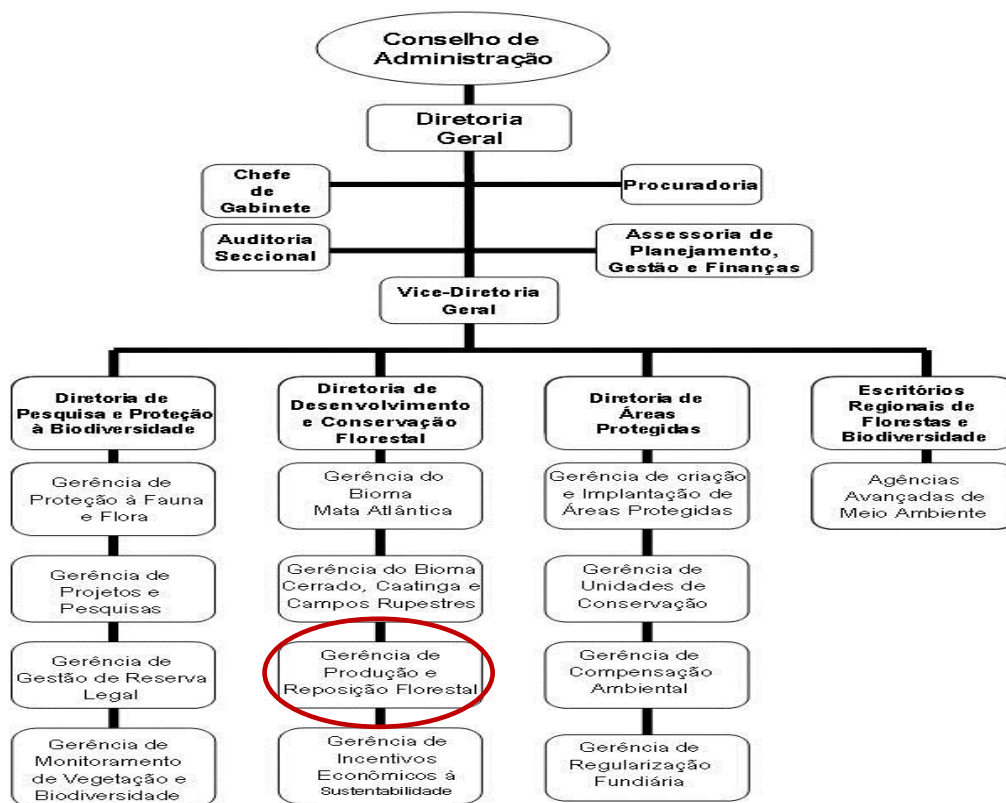 Conselho de
Administração
Diretoria
Geral
Chefe
de
Gabinete
Procuradoria
Auditoria
Seccional
Assessoria de
Planejamento,
Gestão e Finanças
Vice-Diretoria
Geral
Diretoria de
Pesquisa e Proteção
à Biodiversidade
Diretoria de
Desenvolvimento
e Conservação
Florestal
Diretoria de
Áreas
Protegidas
Escritórios
Regionais de
Florestas e
Biodiversidade
Gerência de
Proteção à Fauna
e Flora
Gerência do
Bioma
Mata Atlântica
Gerência de criação
e Implantação de
Áreas Protegidas
Agências
Avançadas de
Meio Ambiente
Gerência de
Projetos e
Pesquisas
Gerência do Bioma
Cerrado, Caatinga e
Campos Rupestres
Gerência de
Unidades de
Conservação
Gerência de
Gestão de Reserva
Legal
Gerência de
Produção e
Reposição Florestal
Gerência de
Compensação
Ambiental
Gerência de
Monitoramento
de Vegetação e
Biodiversidade
Gerência de
Incentivos
Econômicos à
Sustentabilidade
Gerência de
Regularização
Fundiária